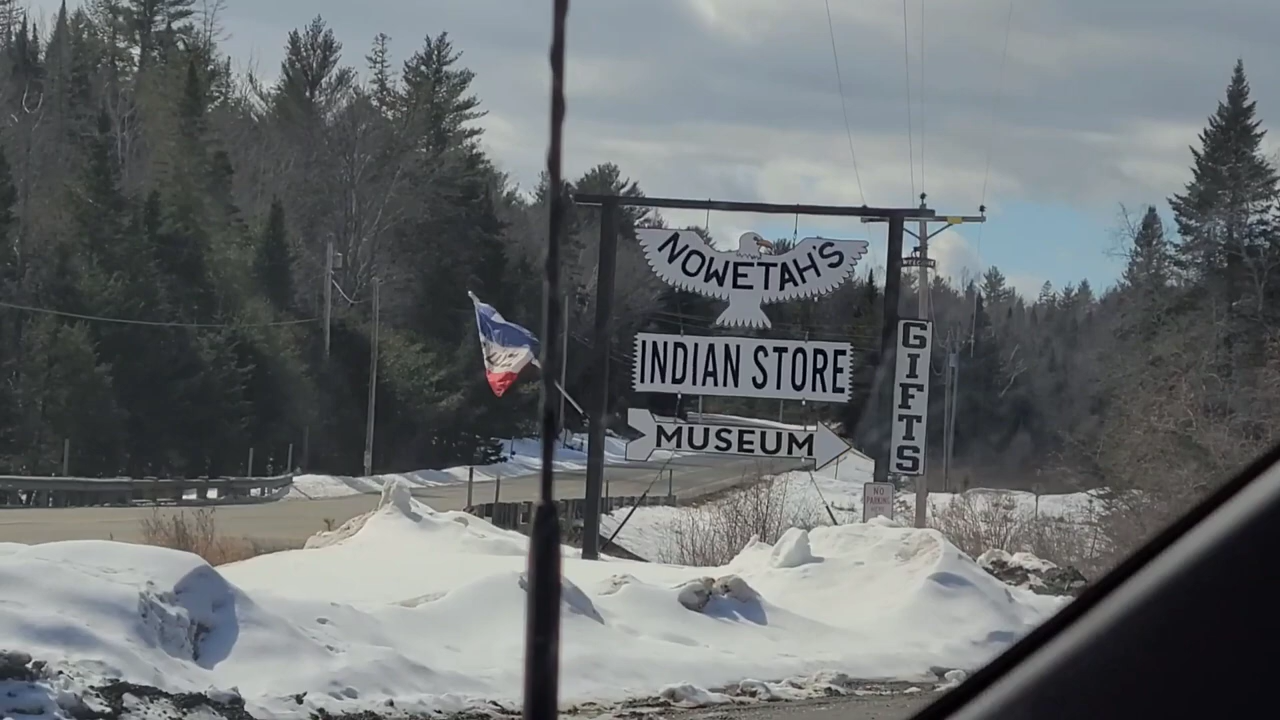 NOWETAH'S
INDIAN STORE
MUSEUM
GIFTS
NO
PARKING